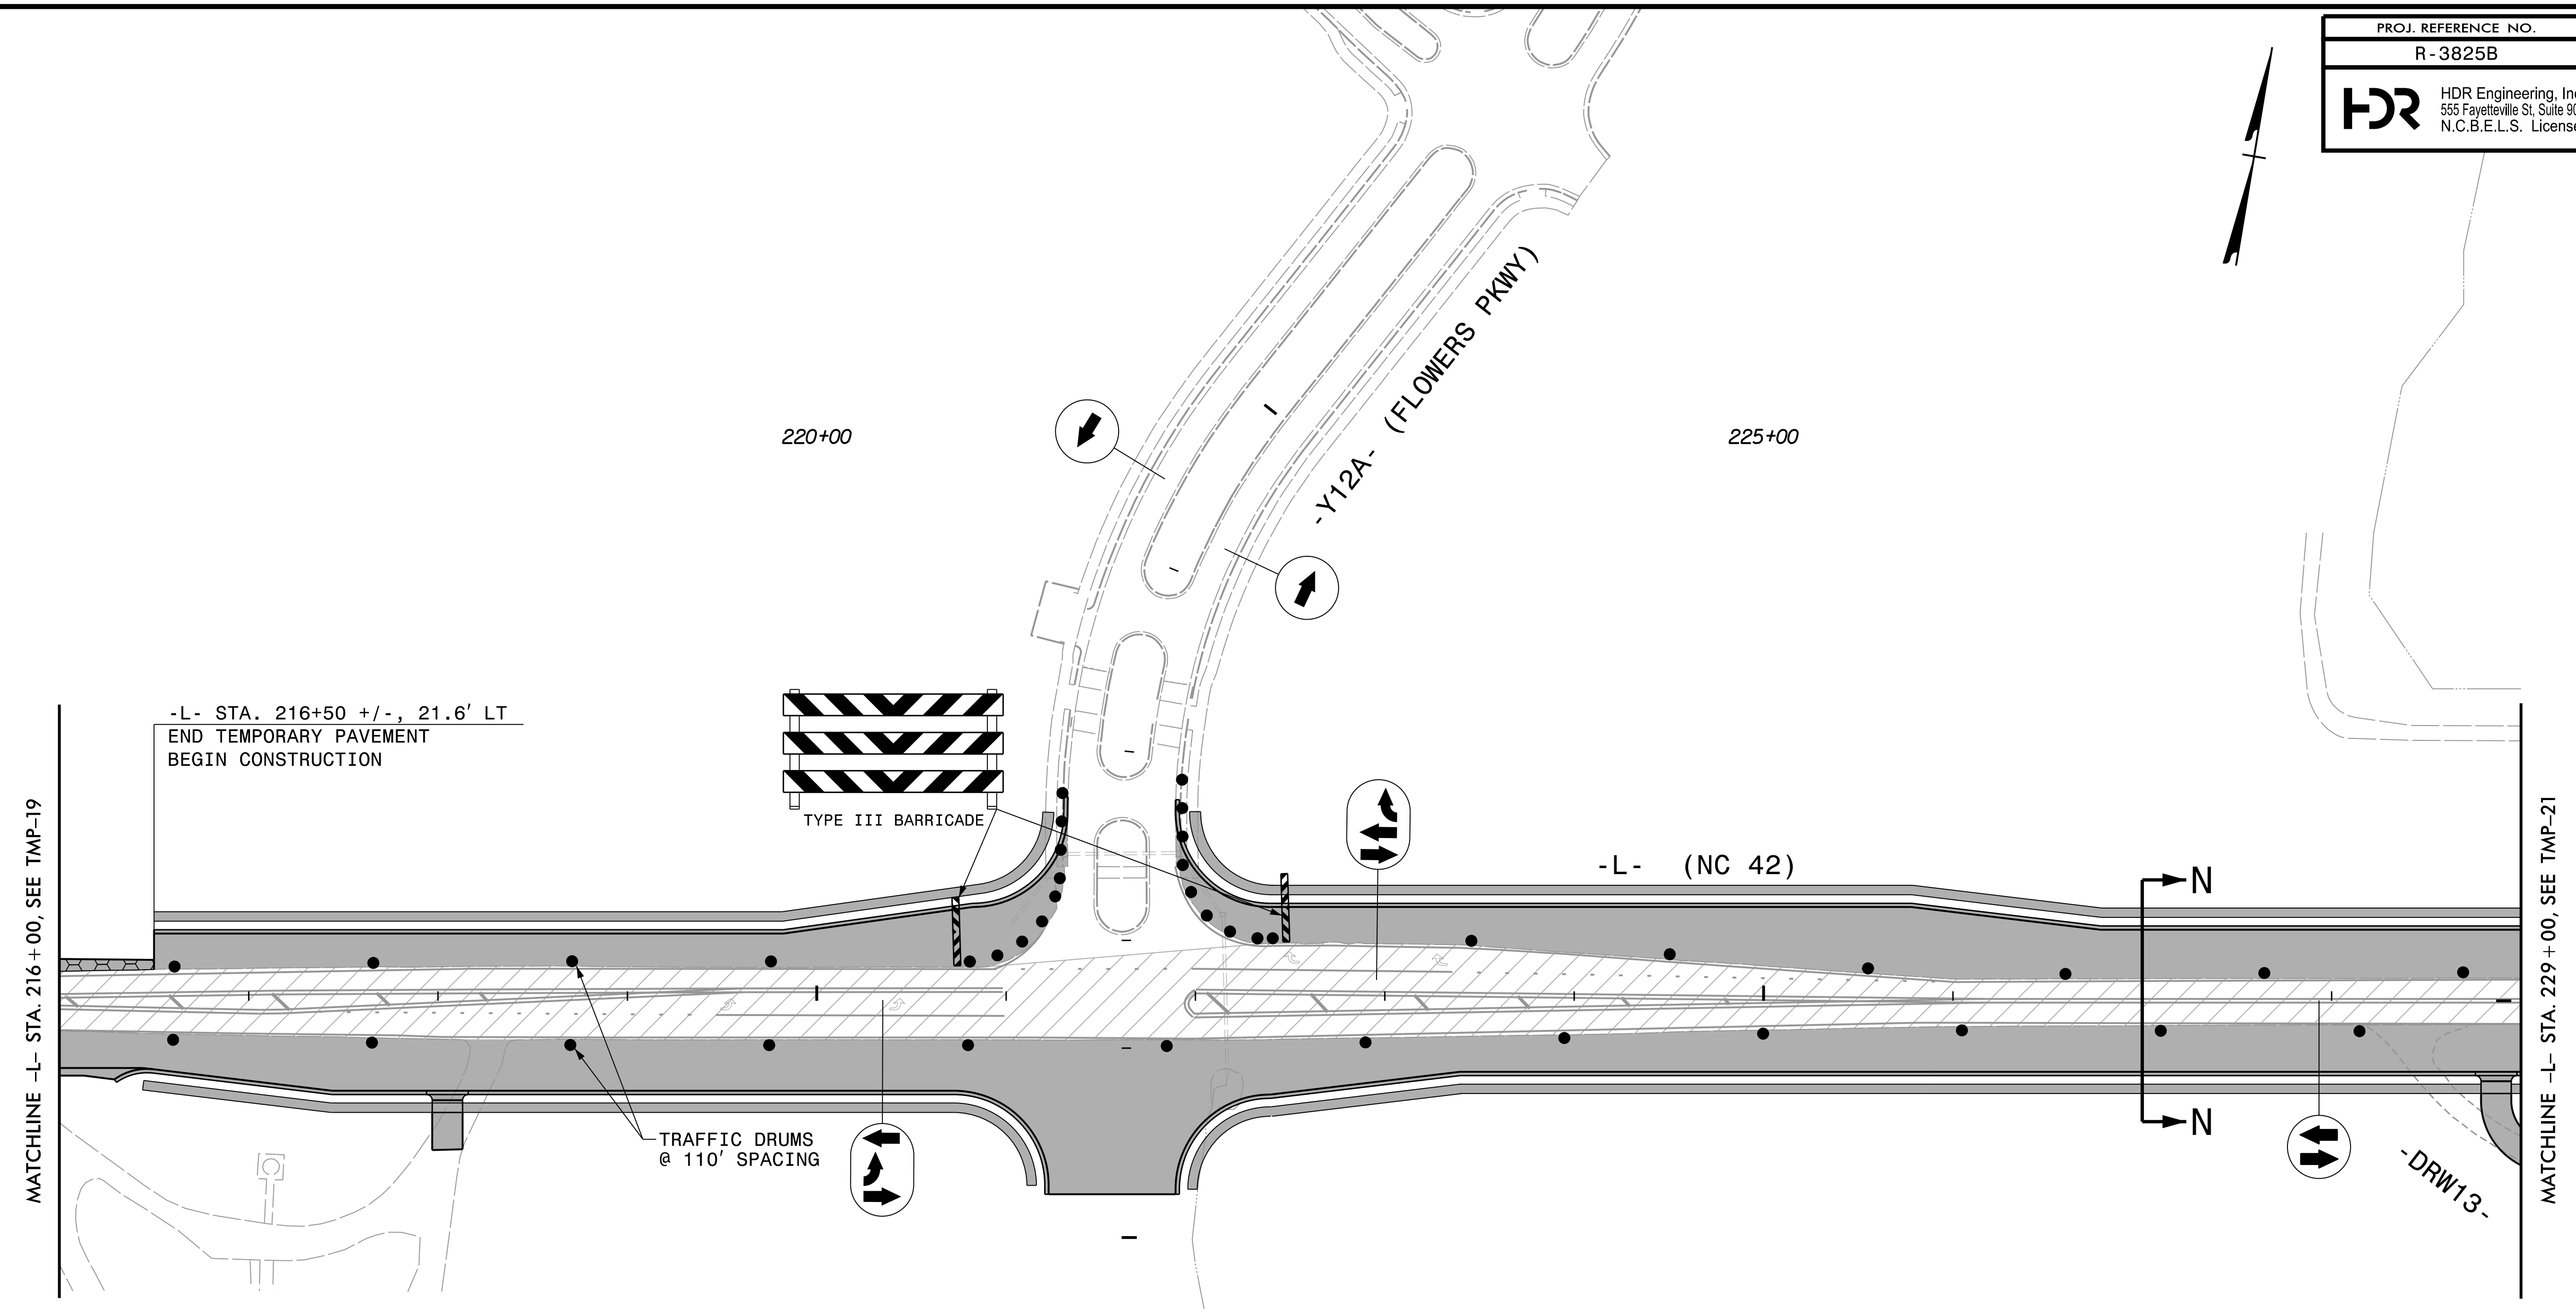 PROJ. REFERENCE NO.
R-3825B
HDR
HDR Engineering, Inc
555 Fayetteville St, Suite 90
N.C.B.E.L.S. License
-Y12A- (FLOWERS PKWY)
220+00
225+00
-L- STA. 216+50 +/-, 21.6' LT
END TEMPORARY PAVEMENT
BEGIN CONSTRUCTION
TYPE III BARRICADE
-L- (NC 42)
N
N
MATCHLINE -L- STA. 216+00, SEE TMP-19
MATCHLINE -L- STA. 229+00, SEE TMP-21
TRAFFIC DRUMS
@ 110' SPACING
-DRW13-